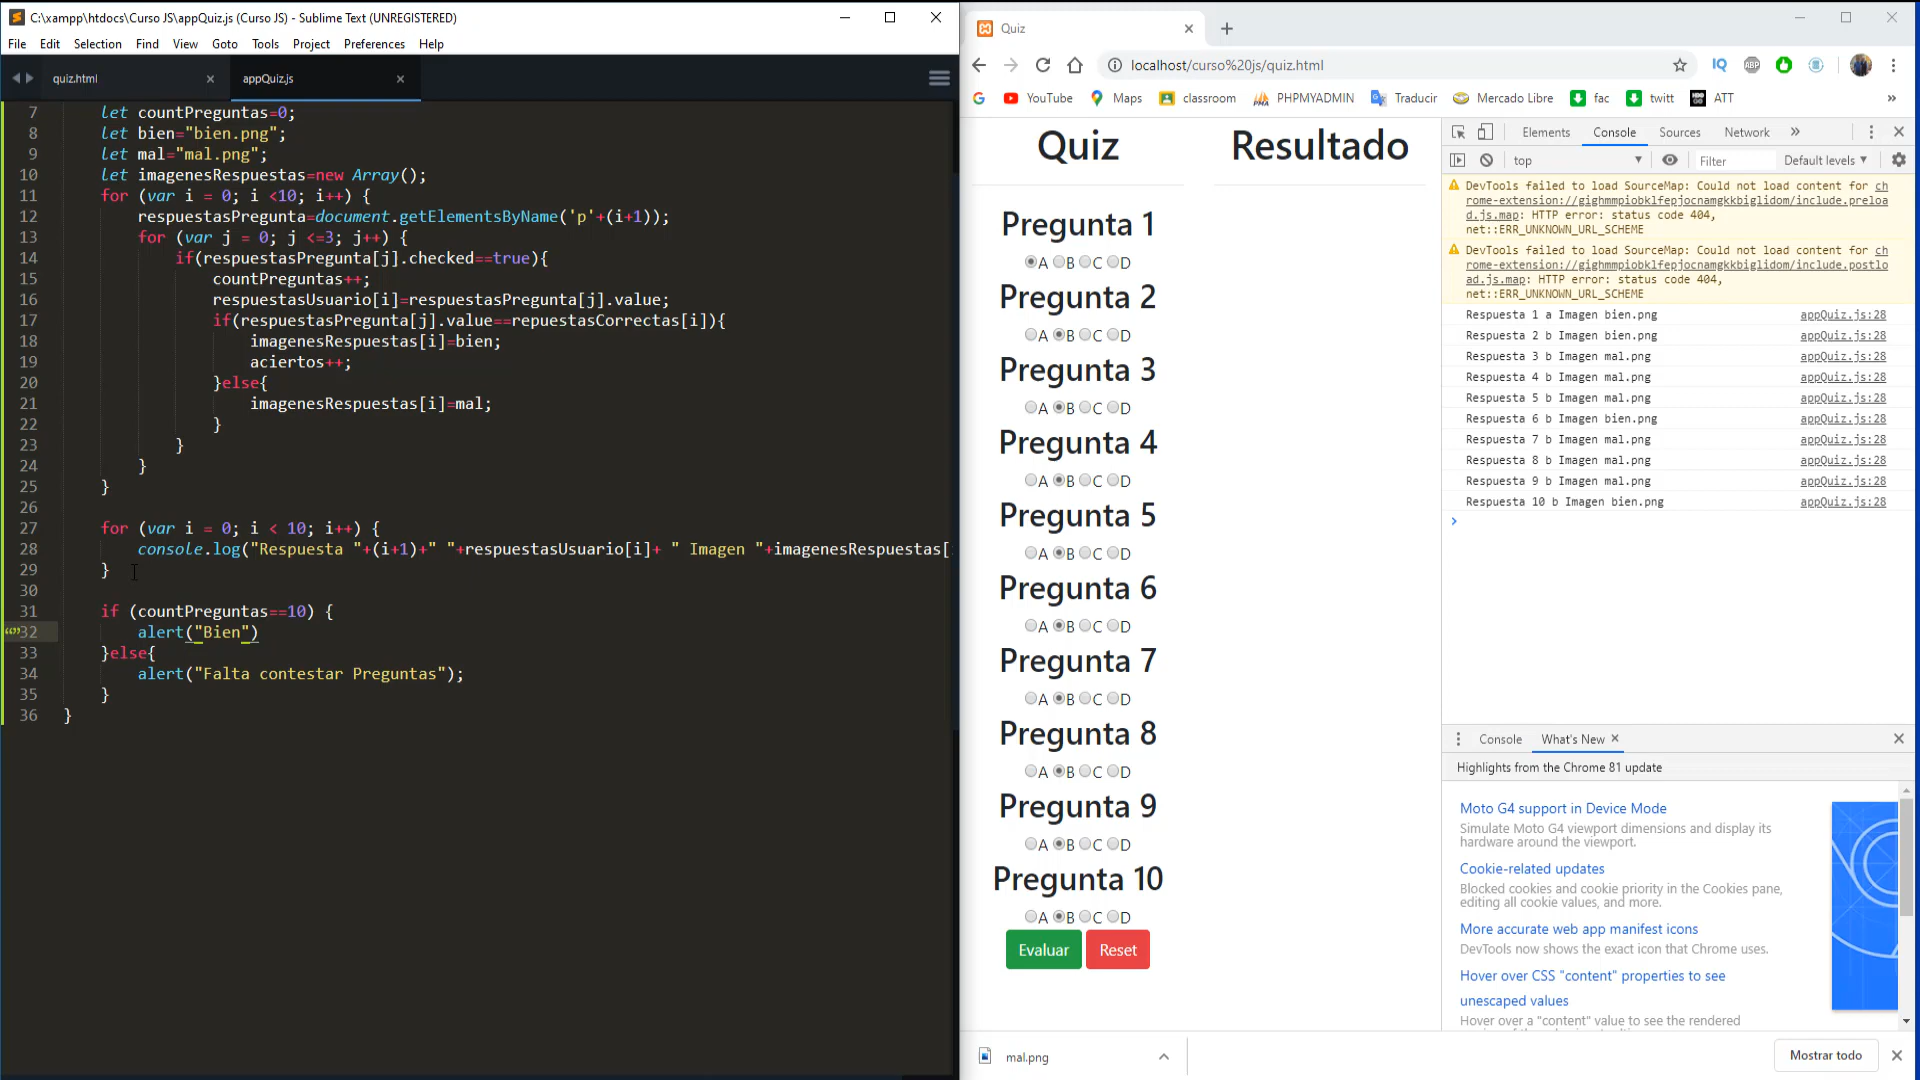 C:\xampp\htdocs\Curso JS\appQuiz.js (Curso JS) - Sublime Text (UNREGISTERED)
File Edit Selection Find View Goto Tools Project Preferences Help
quiz.html
appQuiz.js
7 let countPreguntas=0;
8 let bien="bien.png";
9 let mal="mal.png";
10 let imagenesRespuestas=new Array();
11 for (var i = 0; i <10; i++) {
12 respuestasPregunta=document.getElementsByName('p'+(i+1));
13 for (var j = 0; j <=3; j++) {
14 if(respuestasPregunta[j].checked==true){
15 countPreguntas++;
16 respuestasUsuario[i]=respuestasPregunta[j].value;
17 if(respuestasPregunta[j].value==repuestasCorrectas[i]){
18 imagenesRespuestas[i]=bien;
19 aciertos++;
20 }else{
21 imagenesRespuestas[i]=mal;
22 }
23 }
24 }
25 }
26
27 for (var i = 0; i < 10; i++) {
28 console.log("Respuesta "+(i+1)+" "+respuestasUsuario[i]+ " Imagen "+imagenesRespuestas[
29 }
30
31 if (countPreguntas==10) {
32 alert("Bien")
33 }else{
34 alert("Falta contestar Preguntas");
35 }
36 }
Quiz
localhost/curso%20js/quiz.html
IQ
ABP
YouTube Maps classroom PHPMYADMIN Traducir Mercado Libre fac twitt ATT »
Quiz
Resultado
Pregunta 1
A B C D
Pregunta 2
A B C D
Pregunta 3
A B C D
Pregunta 4
A B C D
Pregunta 5
A B C D
Pregunta 6
A B C D
Pregunta 7
A B C D
Pregunta 8
A B C D
Pregunta 9
A B C D
Pregunta 10
A B C D
Evaluar Reset
Elements Console Sources Network »
top Filter Default levels
DevTools failed to load SourceMap: Could not load content for ch
rome-extension://gighmmpiobklfepjocnamgkkbiglidom/include.preloa
d.js.map: HTTP error: status code 404,
net::ERR_UNKNOWN_URL_SCHEME
DevTools failed to load SourceMap: Could not load content for ch
rome-extension://gighmmpiobklfepjocnamgkkbiglidom/include.postlo
ad.js.map: HTTP error: status code 404,
net::ERR_UNKNOWN_URL_SCHEME
Respuesta 1 a Imagen bien.png appQuiz.js:28
Respuesta 2 b Imagen bien.png appQuiz.js:28
Respuesta 3 b Imagen mal.png appQuiz.js:28
Respuesta 4 b Imagen mal.png appQuiz.js:28
Respuesta 5 b Imagen mal.png appQuiz.js:28
Respuesta 6 b Imagen bien.png appQuiz.js:28
Respuesta 7 b Imagen mal.png appQuiz.js:28
Respuesta 8 b Imagen mal.png appQuiz.js:28
Respuesta 9 b Imagen mal.png appQuiz.js:28
Respuesta 10 b Imagen bien.png appQuiz.js:28
Console What's New
Highlights from the Chrome 81 update
Moto G4 support in Device Mode
Simulate Moto G4 viewport dimensions and display its
hardware around the viewport.
Cookie-related updates
Blocked cookies and cookie priority in the Cookies pane,
editing all cookie values, and more.
More accurate web app manifest icons
DevTools now shows the exact icon that Chrome uses.
Hover over CSS "content" properties to see
unescaped values
Hover over a "content" value to see the rendered
mal.png
Mostrar todo